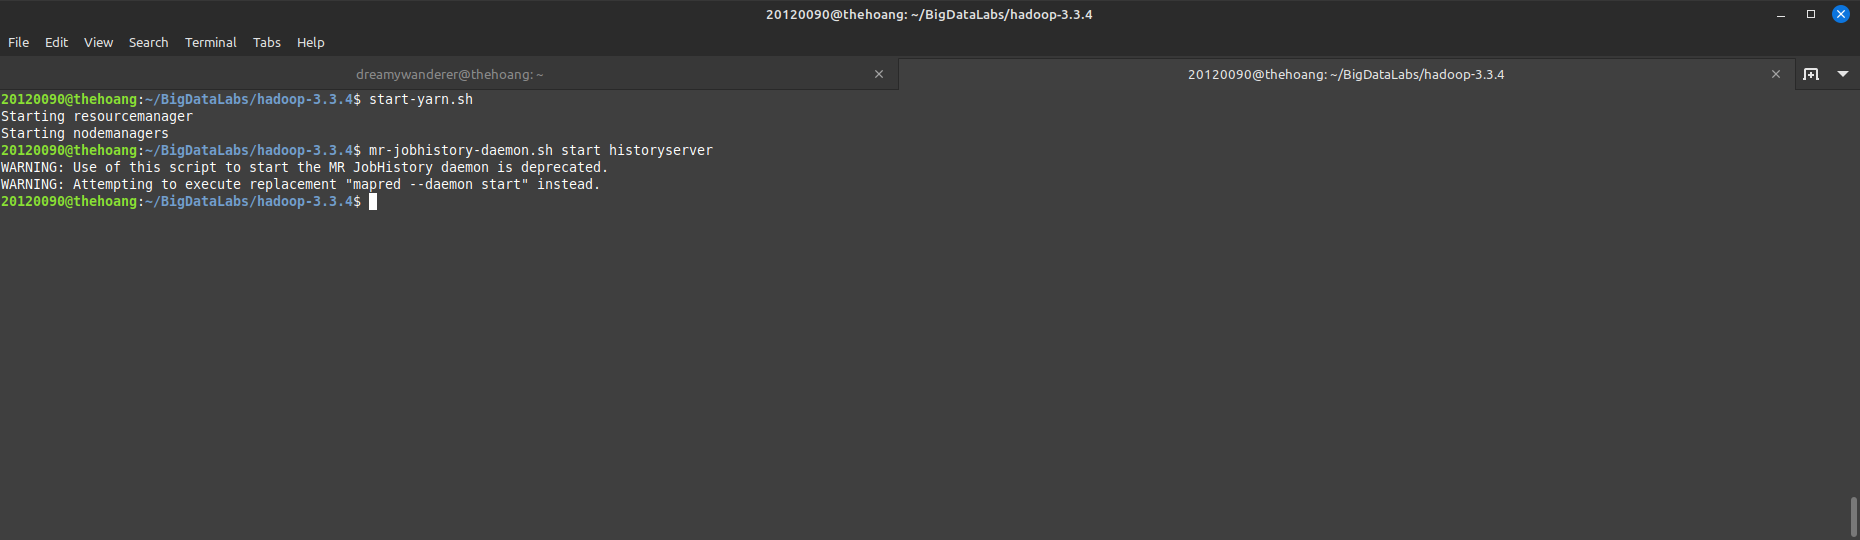 20120090@thehoang: ~/BigDataLabs/hadoop-3.3.4
File Edit View Search Terminal Tabs Help
dreamywanderer@thehoang: ~
20120090@thehoang: ~/BigDataLabs/hadoop-3.3.4
20120090@thehoang:~/BigDataLabs/hadoop-3.3.4$ start-yarn.sh
Starting resourcemanager
Starting nodemanagers
20120090@thehoang:~/BigDataLabs/hadoop-3.3.4$ mr-jobhistory-daemon.sh start historyserver
WARNING: Use of this script to start the MR JobHistory daemon is deprecated.
WARNING: Attempting to execute replacement "mapred --daemon start" instead.
20120090@thehoang:~/BigDataLabs/hadoop-3.3.4$